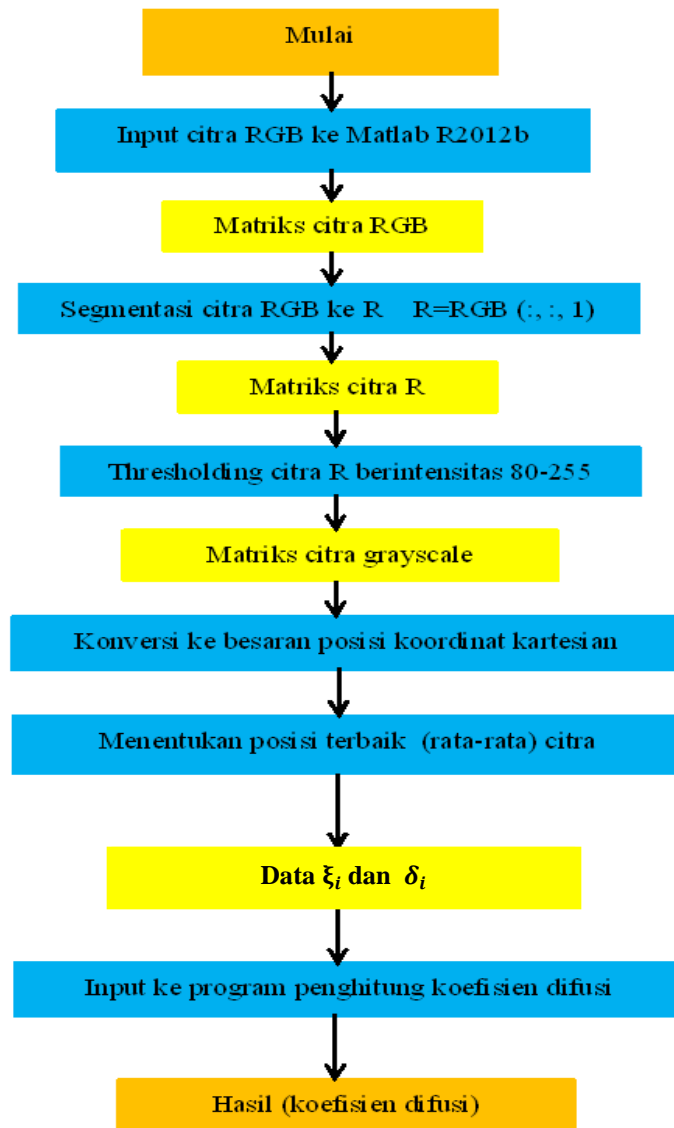 Mulai
Input citra RGB ke Matlab R2012b
Matriks citra RGB
Segmentasi citra RGB ke R R=RGB (:, :, 1)
Matriks citra R
Thresholding citra R berintensitas 80-255
Matriks citra grayscale
Konversi ke besaran posisi koordinat kartesian
Menentukan posisi terbaik (rata-rata) citra
Data ξᵢ dan δᵢ
Input ke program penghitung koefisien difusi
Hasil (koefisien difusi)